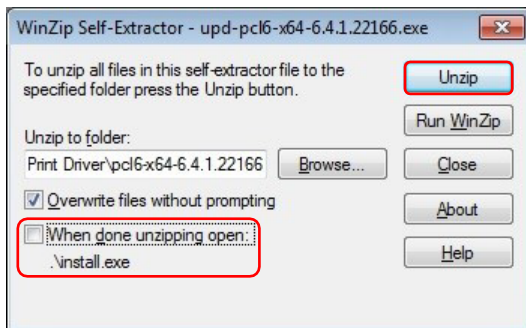 WinZip Self-Extractor - upd-pcl6-x64-6.4.1.22166.exe
To unzip all files in this self-extractor file to the
specified folder press the Unzip button.
Unzip to folder:
Print Driver\pcl6-x64-6.4.1.22166
Browse...
Overwrite files without prompting
When done unzipping open:
.\install.exe
Unzip
Run WinZip
Close
About
Help